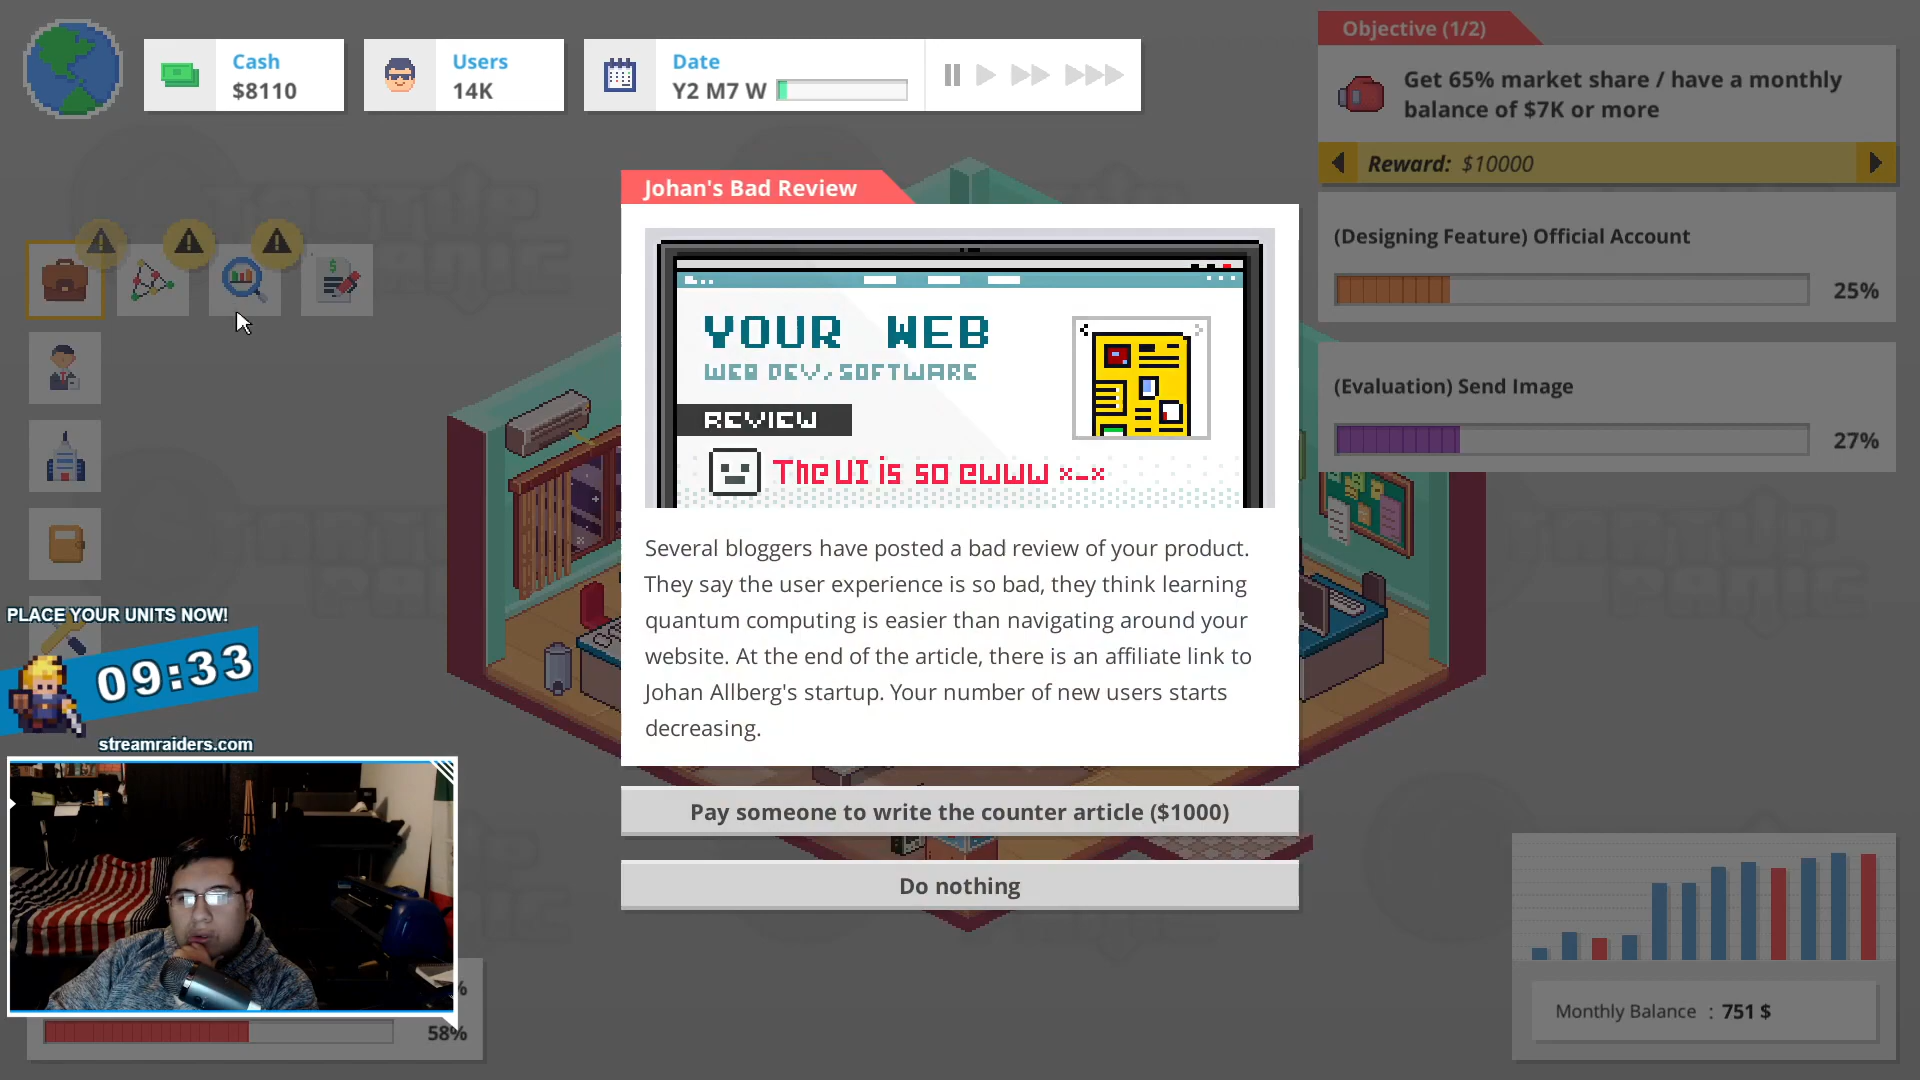 Cash
$8110
Users
14K
Date
Y2 M7 W
Objective (1/2)
Get 65% market share / have a monthly
balance of $7K or more
Reward: $10000
(Designing Feature) Official Account
25%
(Evaluation) Send Image
27%
Johan's Bad Review
YOUR WEB
WEB DEV/SOFTWARE
REVIEW
The UI is so ewww x_x
Several bloggers have posted a bad review of your product.
They say the user experience is so bad, they think learning
quantum computing is easier than navigating around your
website. At the end of the article, there is an affiliate link to
Johan Allberg's startup. Your number of new users starts
decreasing.
Pay someone to write the counter article ($1000)
Do nothing
PLACE YOUR UNITS NOW!
09:33
streamraiders.com
%
58%
Monthly Balance : 751 $